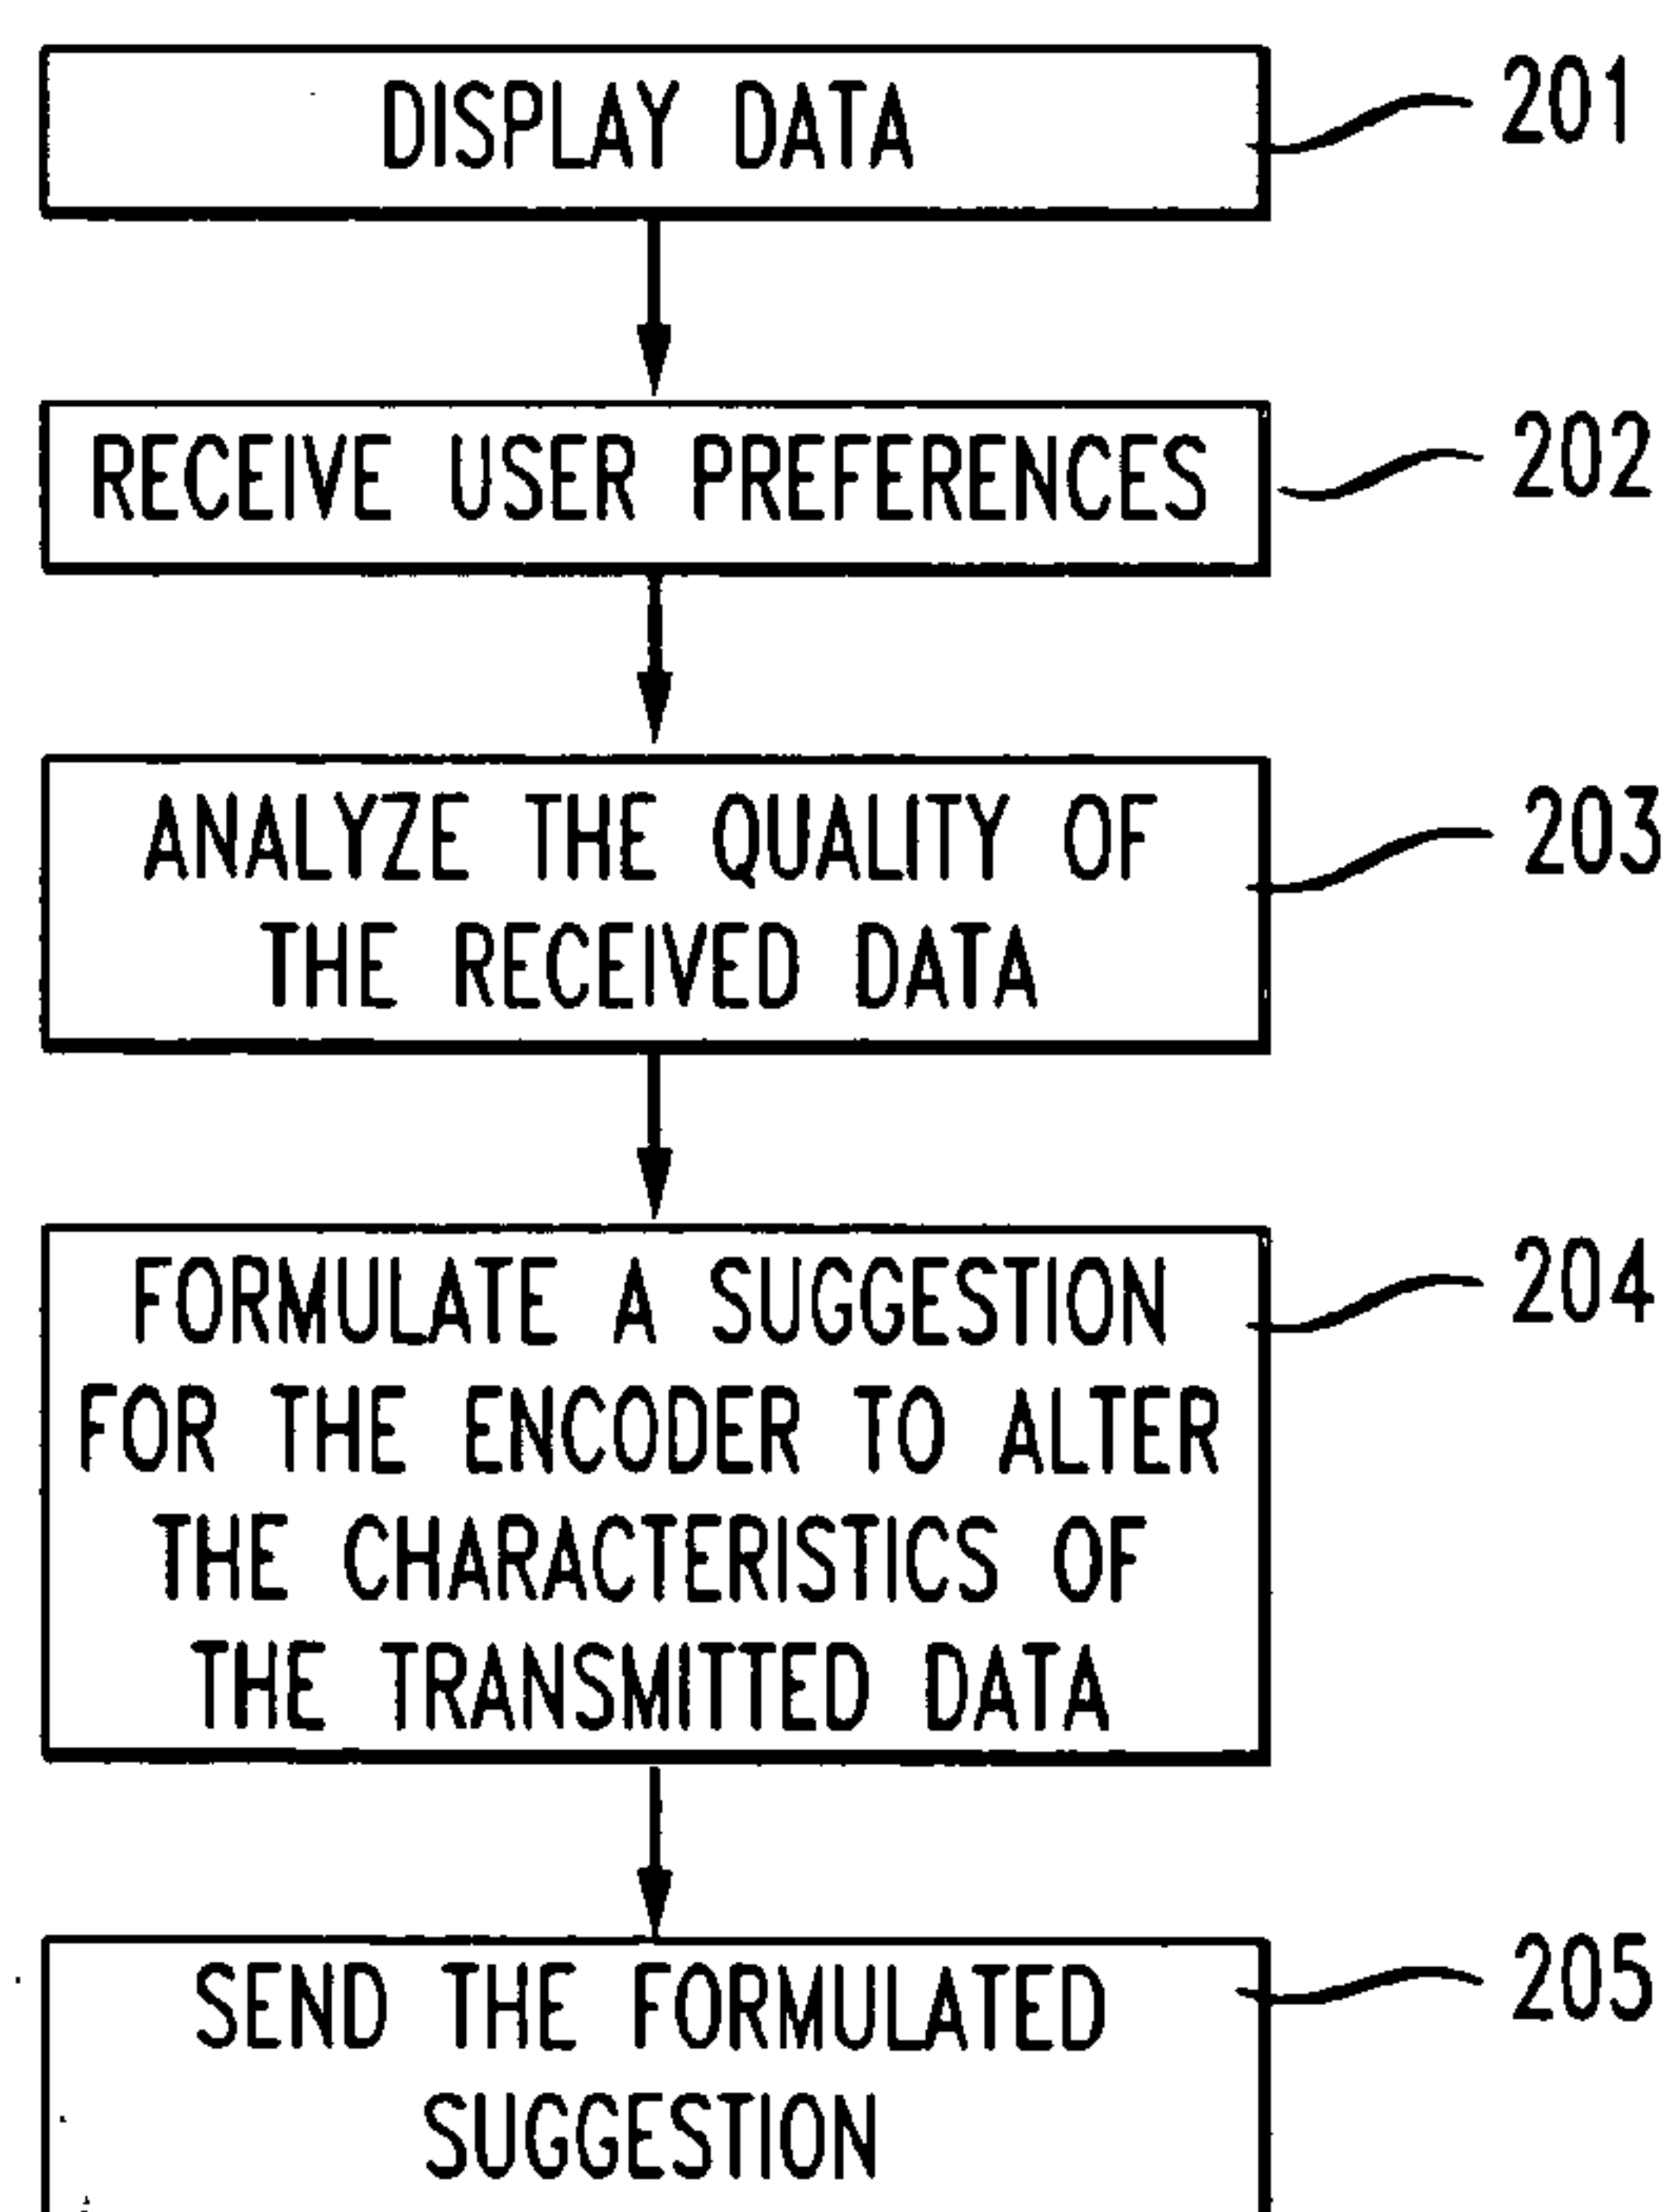 DISPLAY DATA
201
RECEIVE USER PREFERENCES
202
ANALYZE THE QUALITY OF
THE RECEIVED DATA
203
FORMULATE A SUGGESTION
FOR THE ENCODER TO ALTER
THE CHARACTERISTICS OF
THE TRANSMITTED DATA
204
SEND THE FORMULATED
SUGGESTION
205